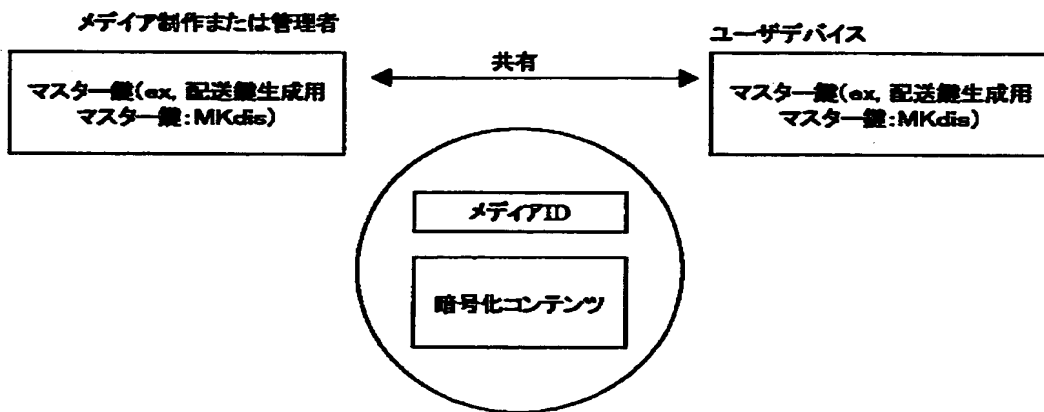 メディア制作または管理者
ユーザデバイス
共有
マスター鍵(ex, 配送鍵生成用
マスター鍵:MKdis)
マスター鍵(ex, 配送鍵生成用
マスター鍵:MKdis)
メディアID
暗号化コンテンツ